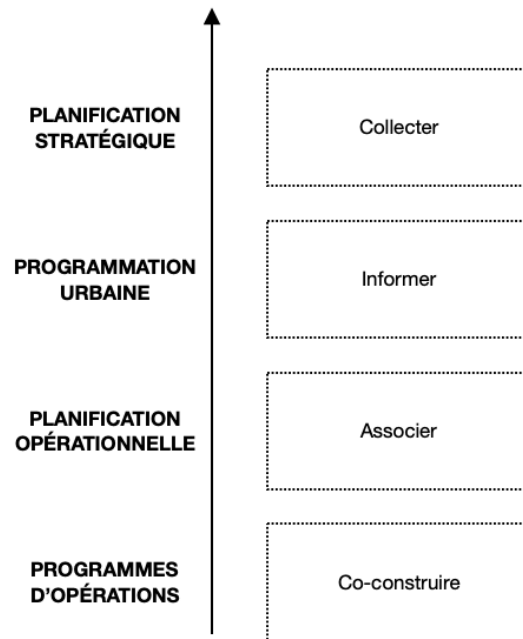 PLANIFICATION
STRATÉGIQUE
Collecter
PROGRAMMATION
URBAINE
Informer
PLANIFICATION
OPÉRATIONNELLE
Associer
PROGRAMMES
D’OPÉRATIONS
Co-construire